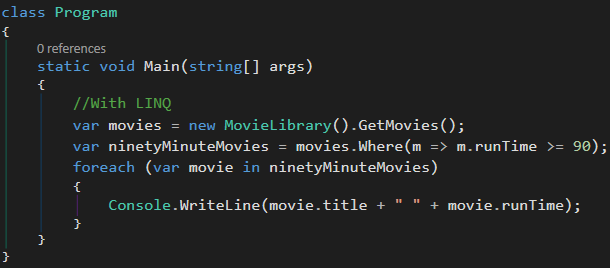 class Program
{
0 references
static void Main(string[] args)
{
//With LINQ
var movies = new MovieLibrary().GetMovies();
var ninetyMinuteMovies = movies.Where(m => m.runTime >= 90);
foreach (var movie in ninetyMinuteMovies)
{
Console.WriteLine(movie.title + " " + movie.runTime);
}
}
}